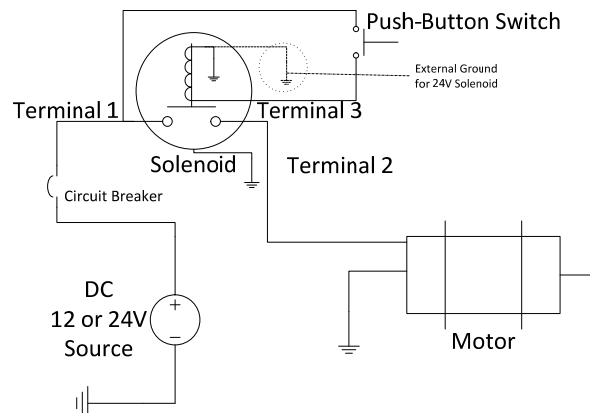 Push-Button Switch
External Ground
for 24V Solenoid
Terminal 1
Terminal 3
Solenoid
Terminal 2
Circuit Breaker
DC
12 or 24V
Source
+
−
Motor